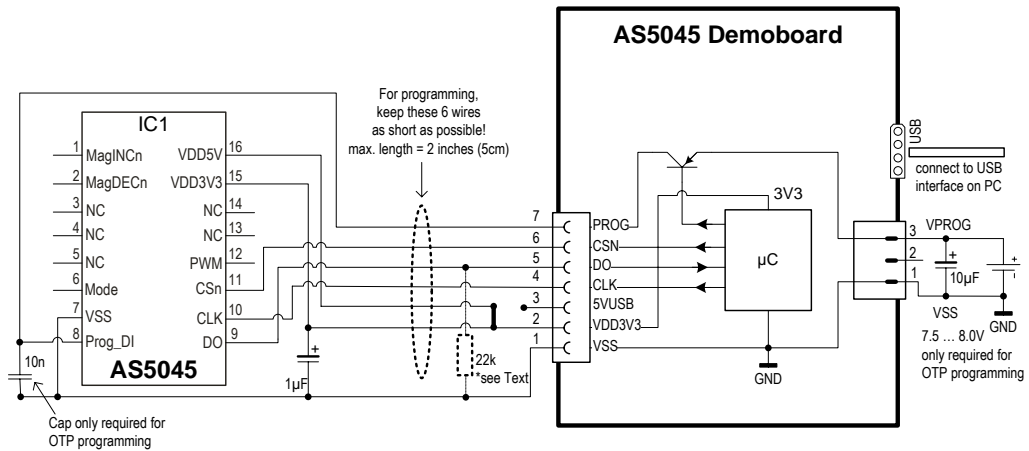 AS5045 Demoboard
For programming,
keep these 6 wires
as short as possible!
max. length = 2 inches (5cm)
IC1
1 MagINCn
2 MagDECn
3 NC
4 NC
5 NC
6 Mode
7 VSS
8 Prog_DI
VDD5V 16
VDD3V3 15
NC 14
NC 13
PWM 12
CSn 11
CLK 10
DO 9
AS5045
10n
1µF
Cap only required for
OTP programming
22k
*see Text
7 PROG
6 CSN
5 DO
4 CLK
3 5VUSB
2 VDD3V3
1 VSS
3V3
µC
GND
USB
connect to USB
interface on PC
3 VPROG
2
1
+
10µF
+
-
VSS
GND
7.5 ... 8.0V
only required for
OTP programming
+